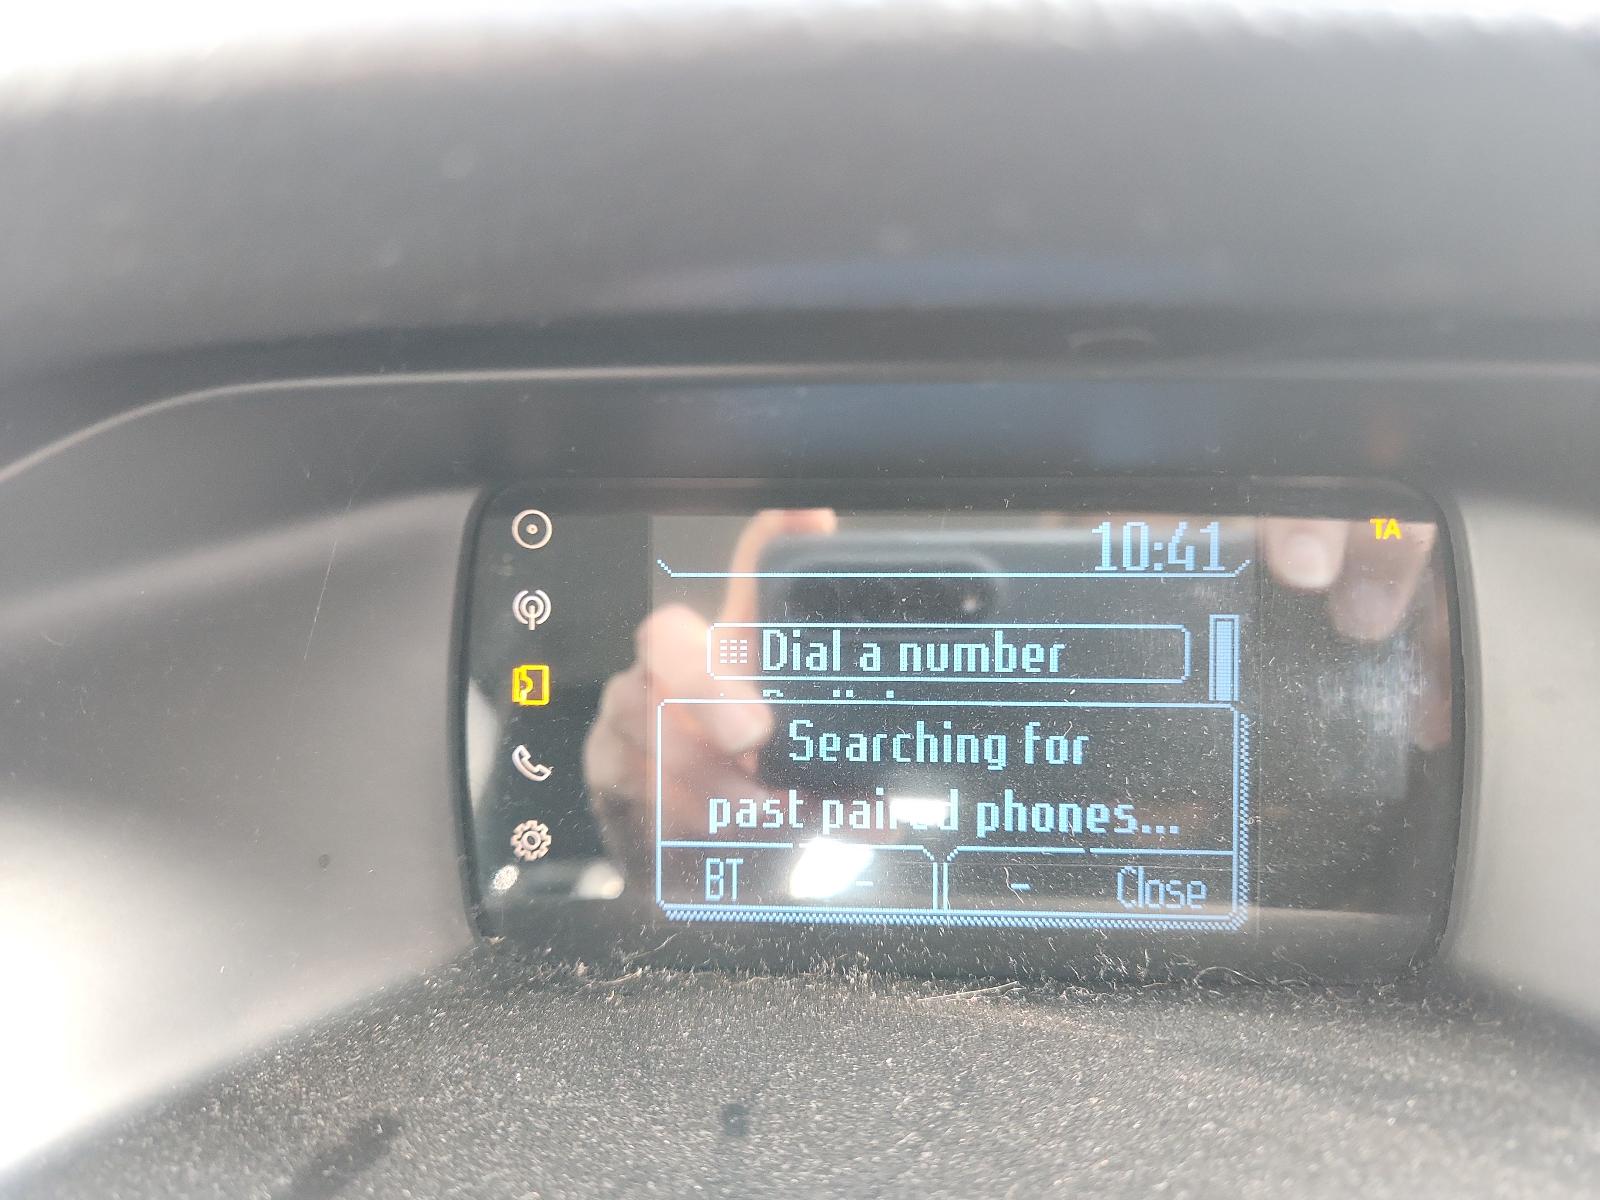 TA
10:41
Dial a number
Searching for
past paired phones...
BT - - Close